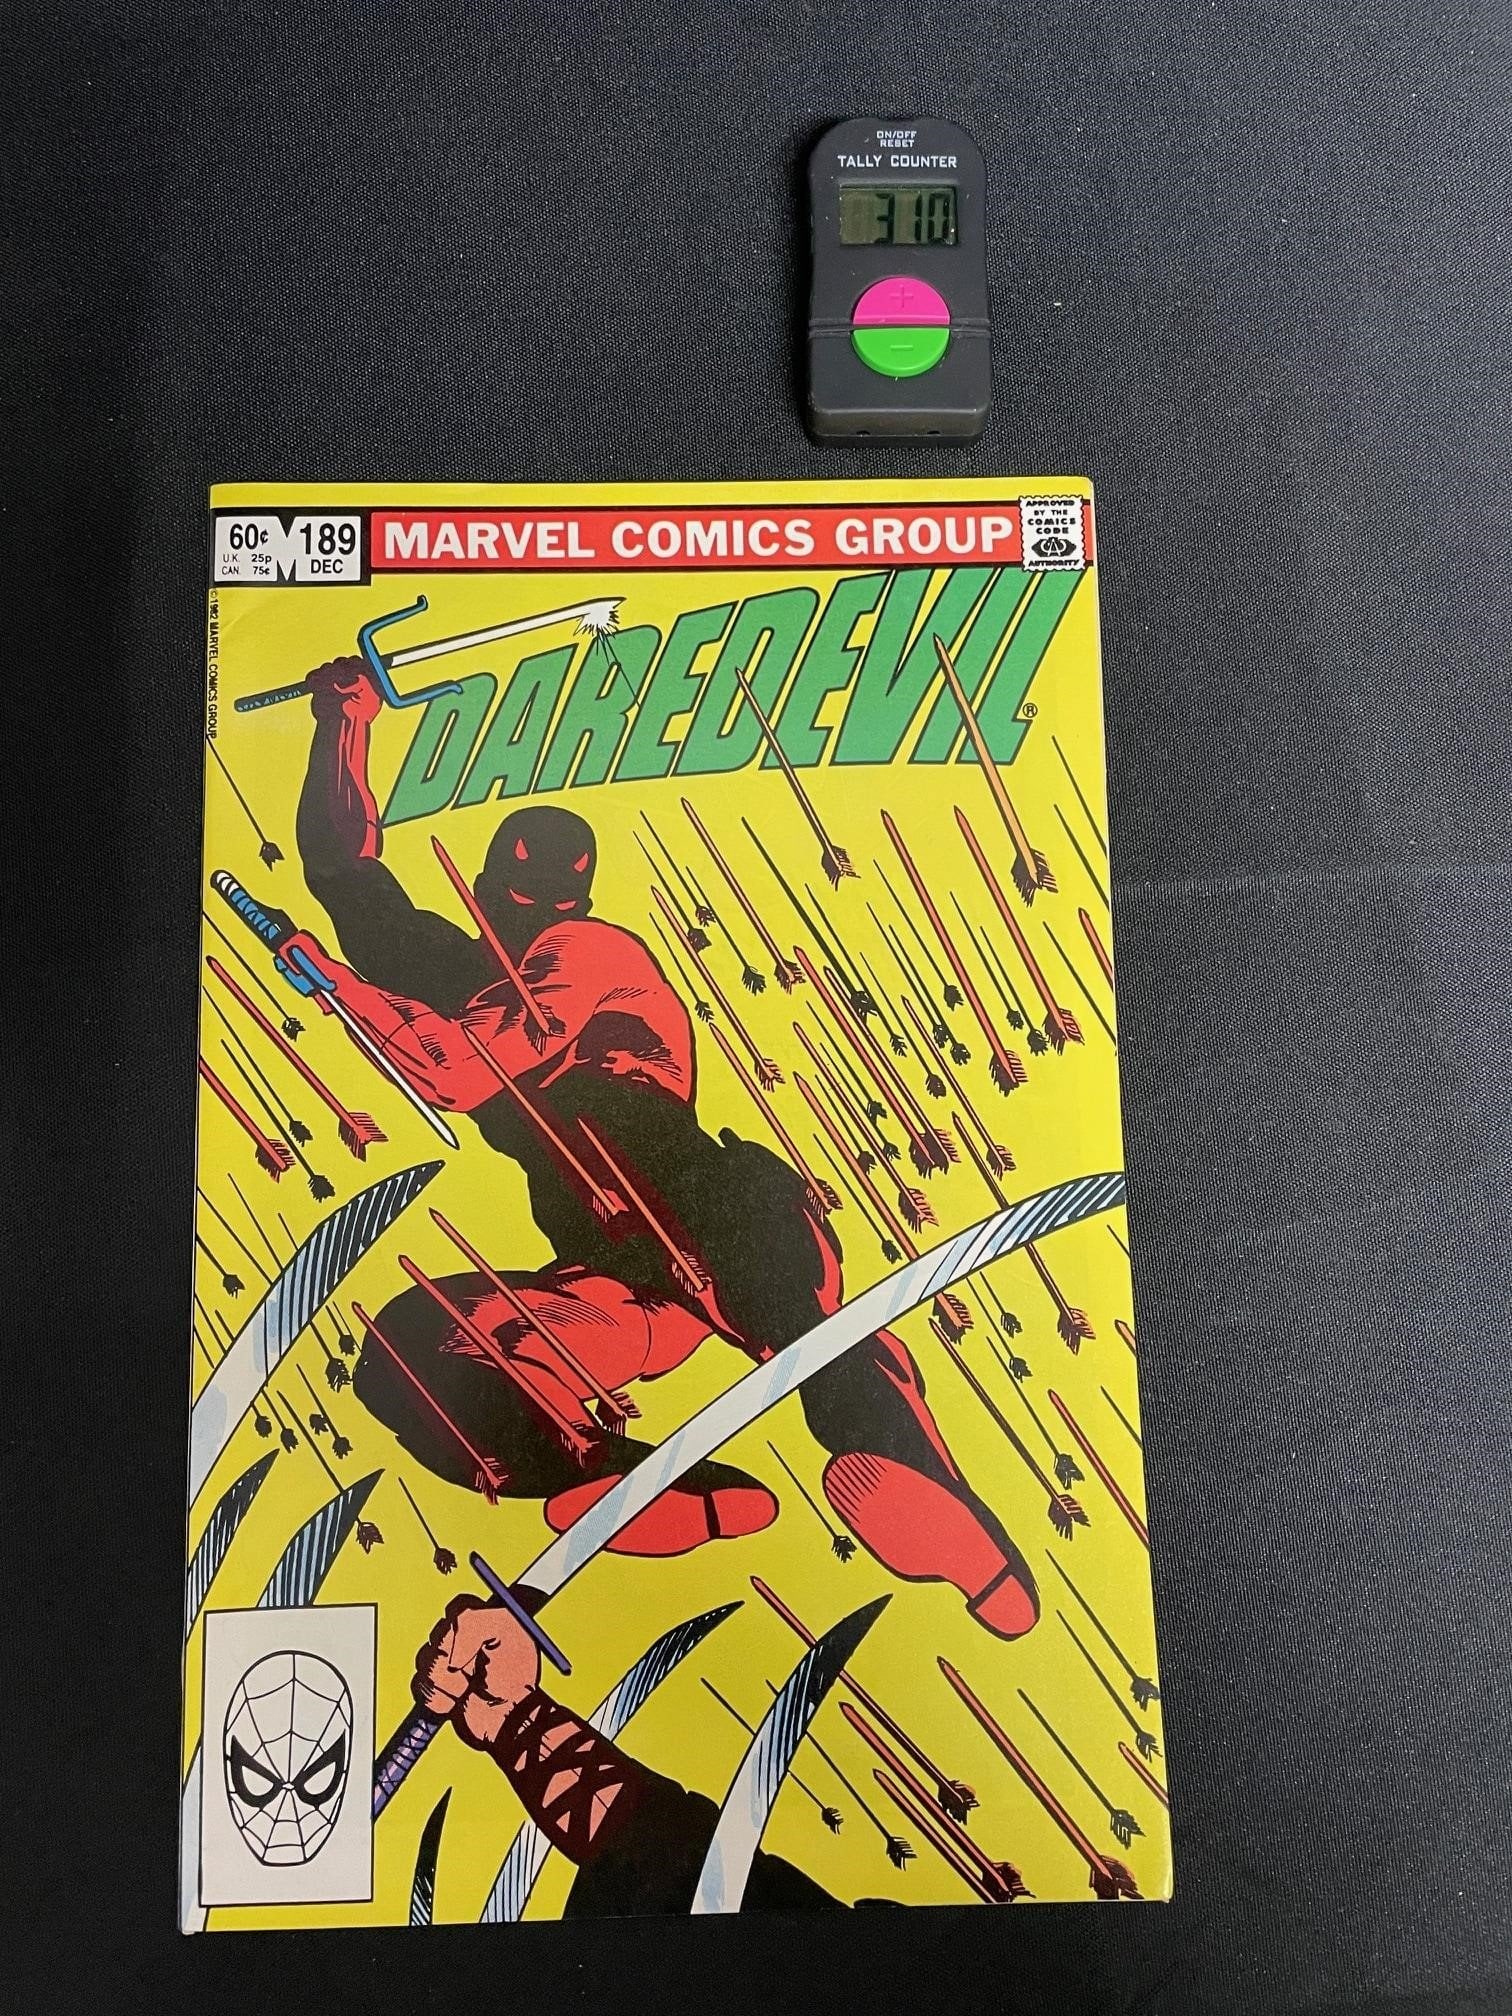 ON/OFF
RESET
TALLY COUNTER
310
+
−
60¢
U.K. 25p
CAN. 75¢
189
DEC
MARVEL COMICS GROUP
APPROVED
BY THE
COMICS
CODE
CA
AUTHORITY
© 1982 MARVEL COMICS GROUP
DAREDEVIL®